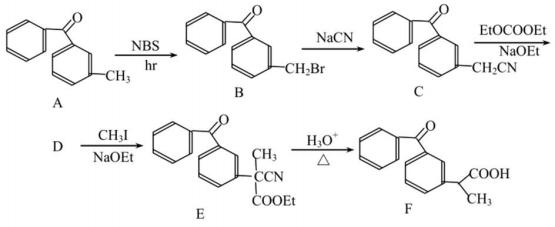 O
O
O
NBS
hr
NaCN
EtOCOOEt
NaOEt
CH₃
CH₂Br
CH₂CN
A
B
C
O
O
D
CH₃I
NaOEt
CH₃
C
CN
COOEt
H₃O⁺
△
COOH
CH₃
E
F